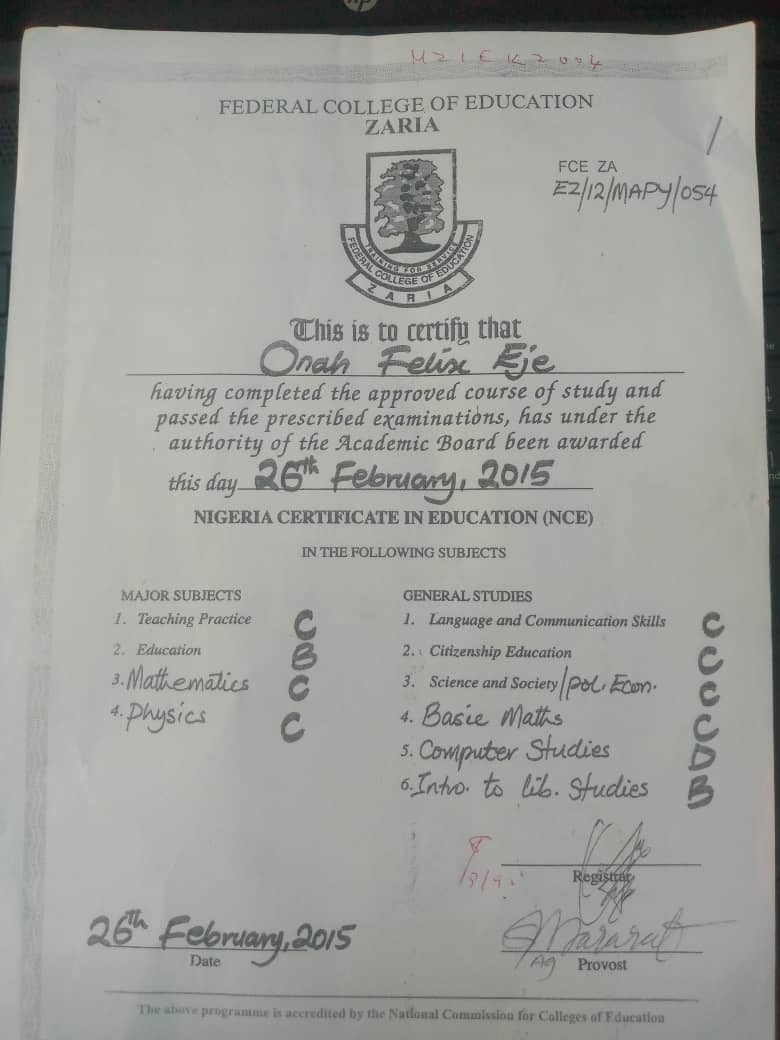 MZIEK2004
FEDERAL COLLEGE OF EDUCATION
ZARIA
FCE ZA
EZ/12/MAPY/054
TRAINING FOR SERVICE
FEDERAL COLLEGE OF EDUCATION
ZARIA
This is to certify that
Onah Felix Eje
having completed the approved course of study and
passed the prescribed examinations, has under the
authority of the Academic Board been awarded
this day 26th February, 2015
NIGERIA CERTIFICATE IN EDUCATION (NCE)
IN THE FOLLOWING SUBJECTS
MAJOR SUBJECTS
1. Teaching Practice C
2. Education B
3. Mathematics C
4. Physics C
GENERAL STUDIES
1. Language and Communication Skills C
2. Citizenship Education C
3. Science and Society/pol. Econ. C
4. Basic Maths C
5. Computer Studies D
6. Intro. to lib. Studies B
Registrar
26th February, 2015
Date
Ag Provost
The above programme is accredited by the National Commission for Colleges of Education